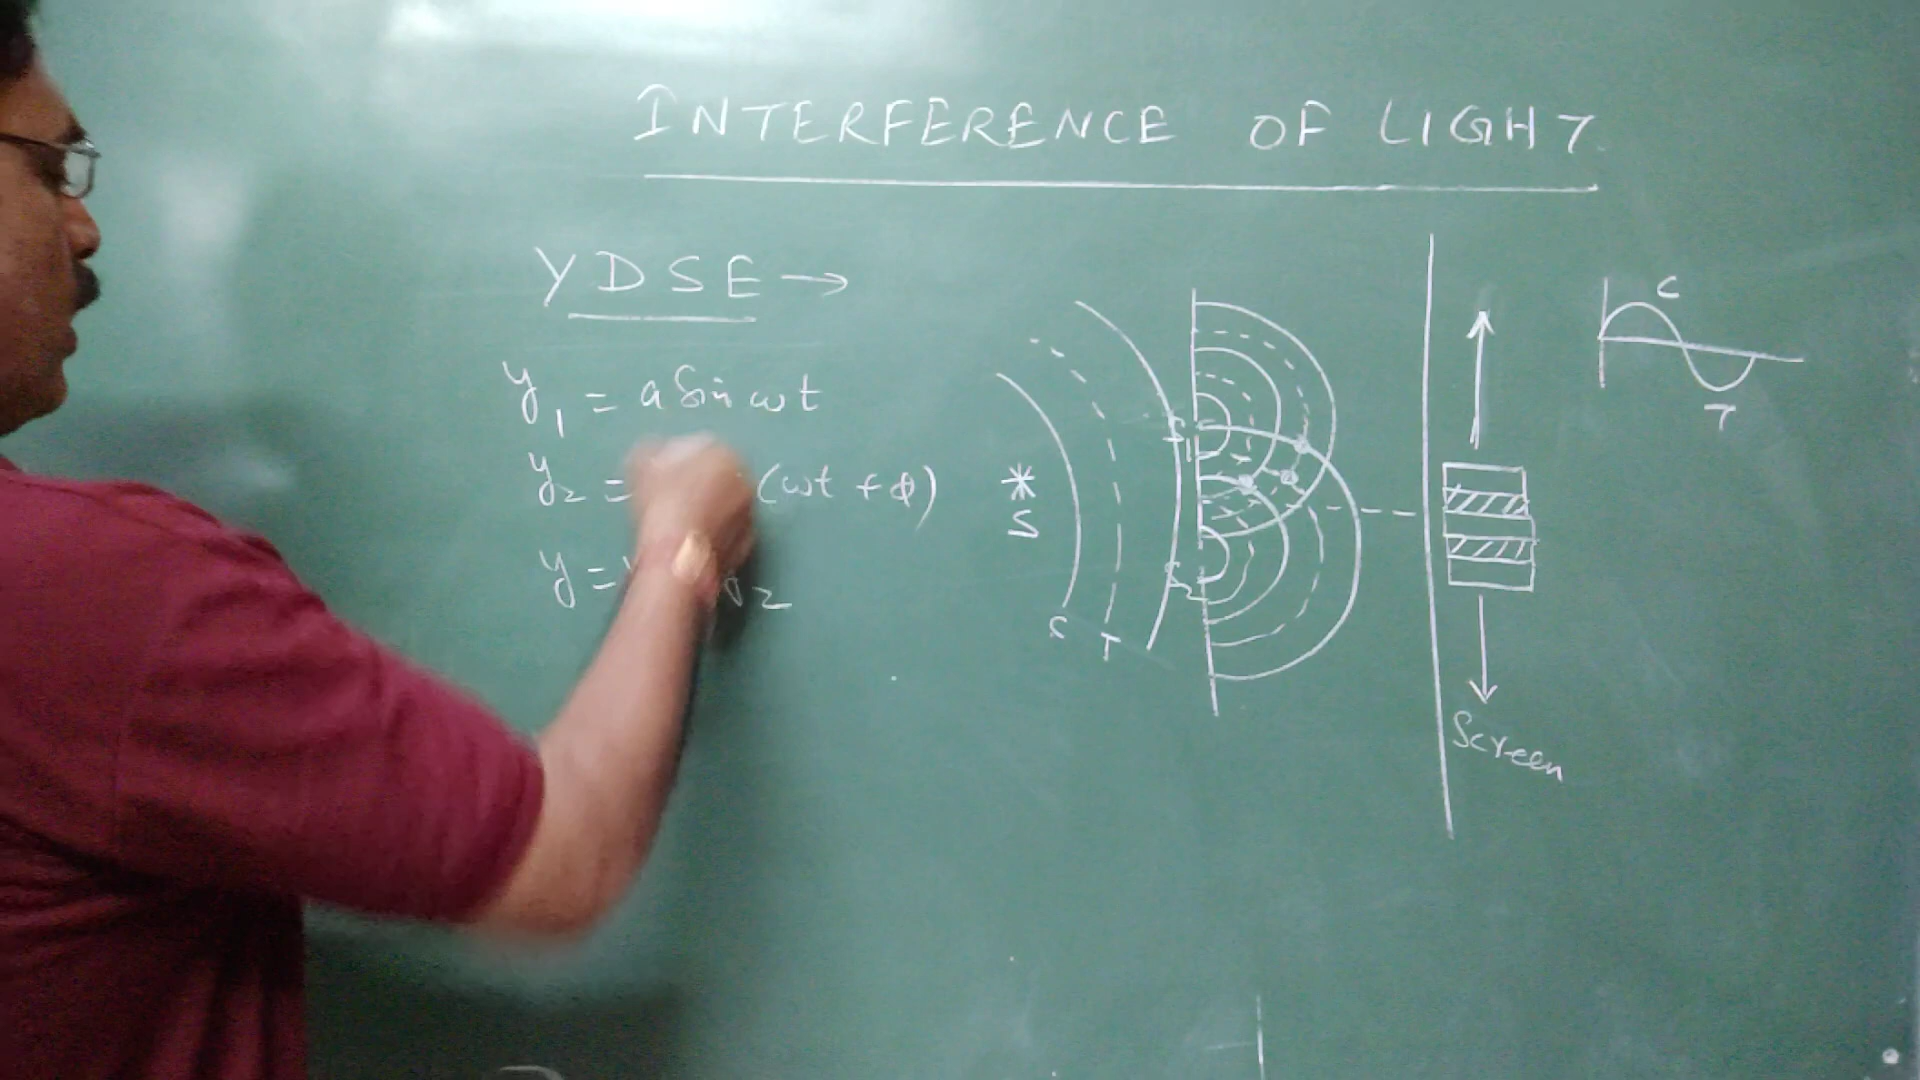 INTERFERENCE OF LIGHT
YDSE →
y₁ = a Sin ωt
y₂ = (ωt + φ)
y = y₂
*
S
C T
S₁
S₂
Screen
C
T